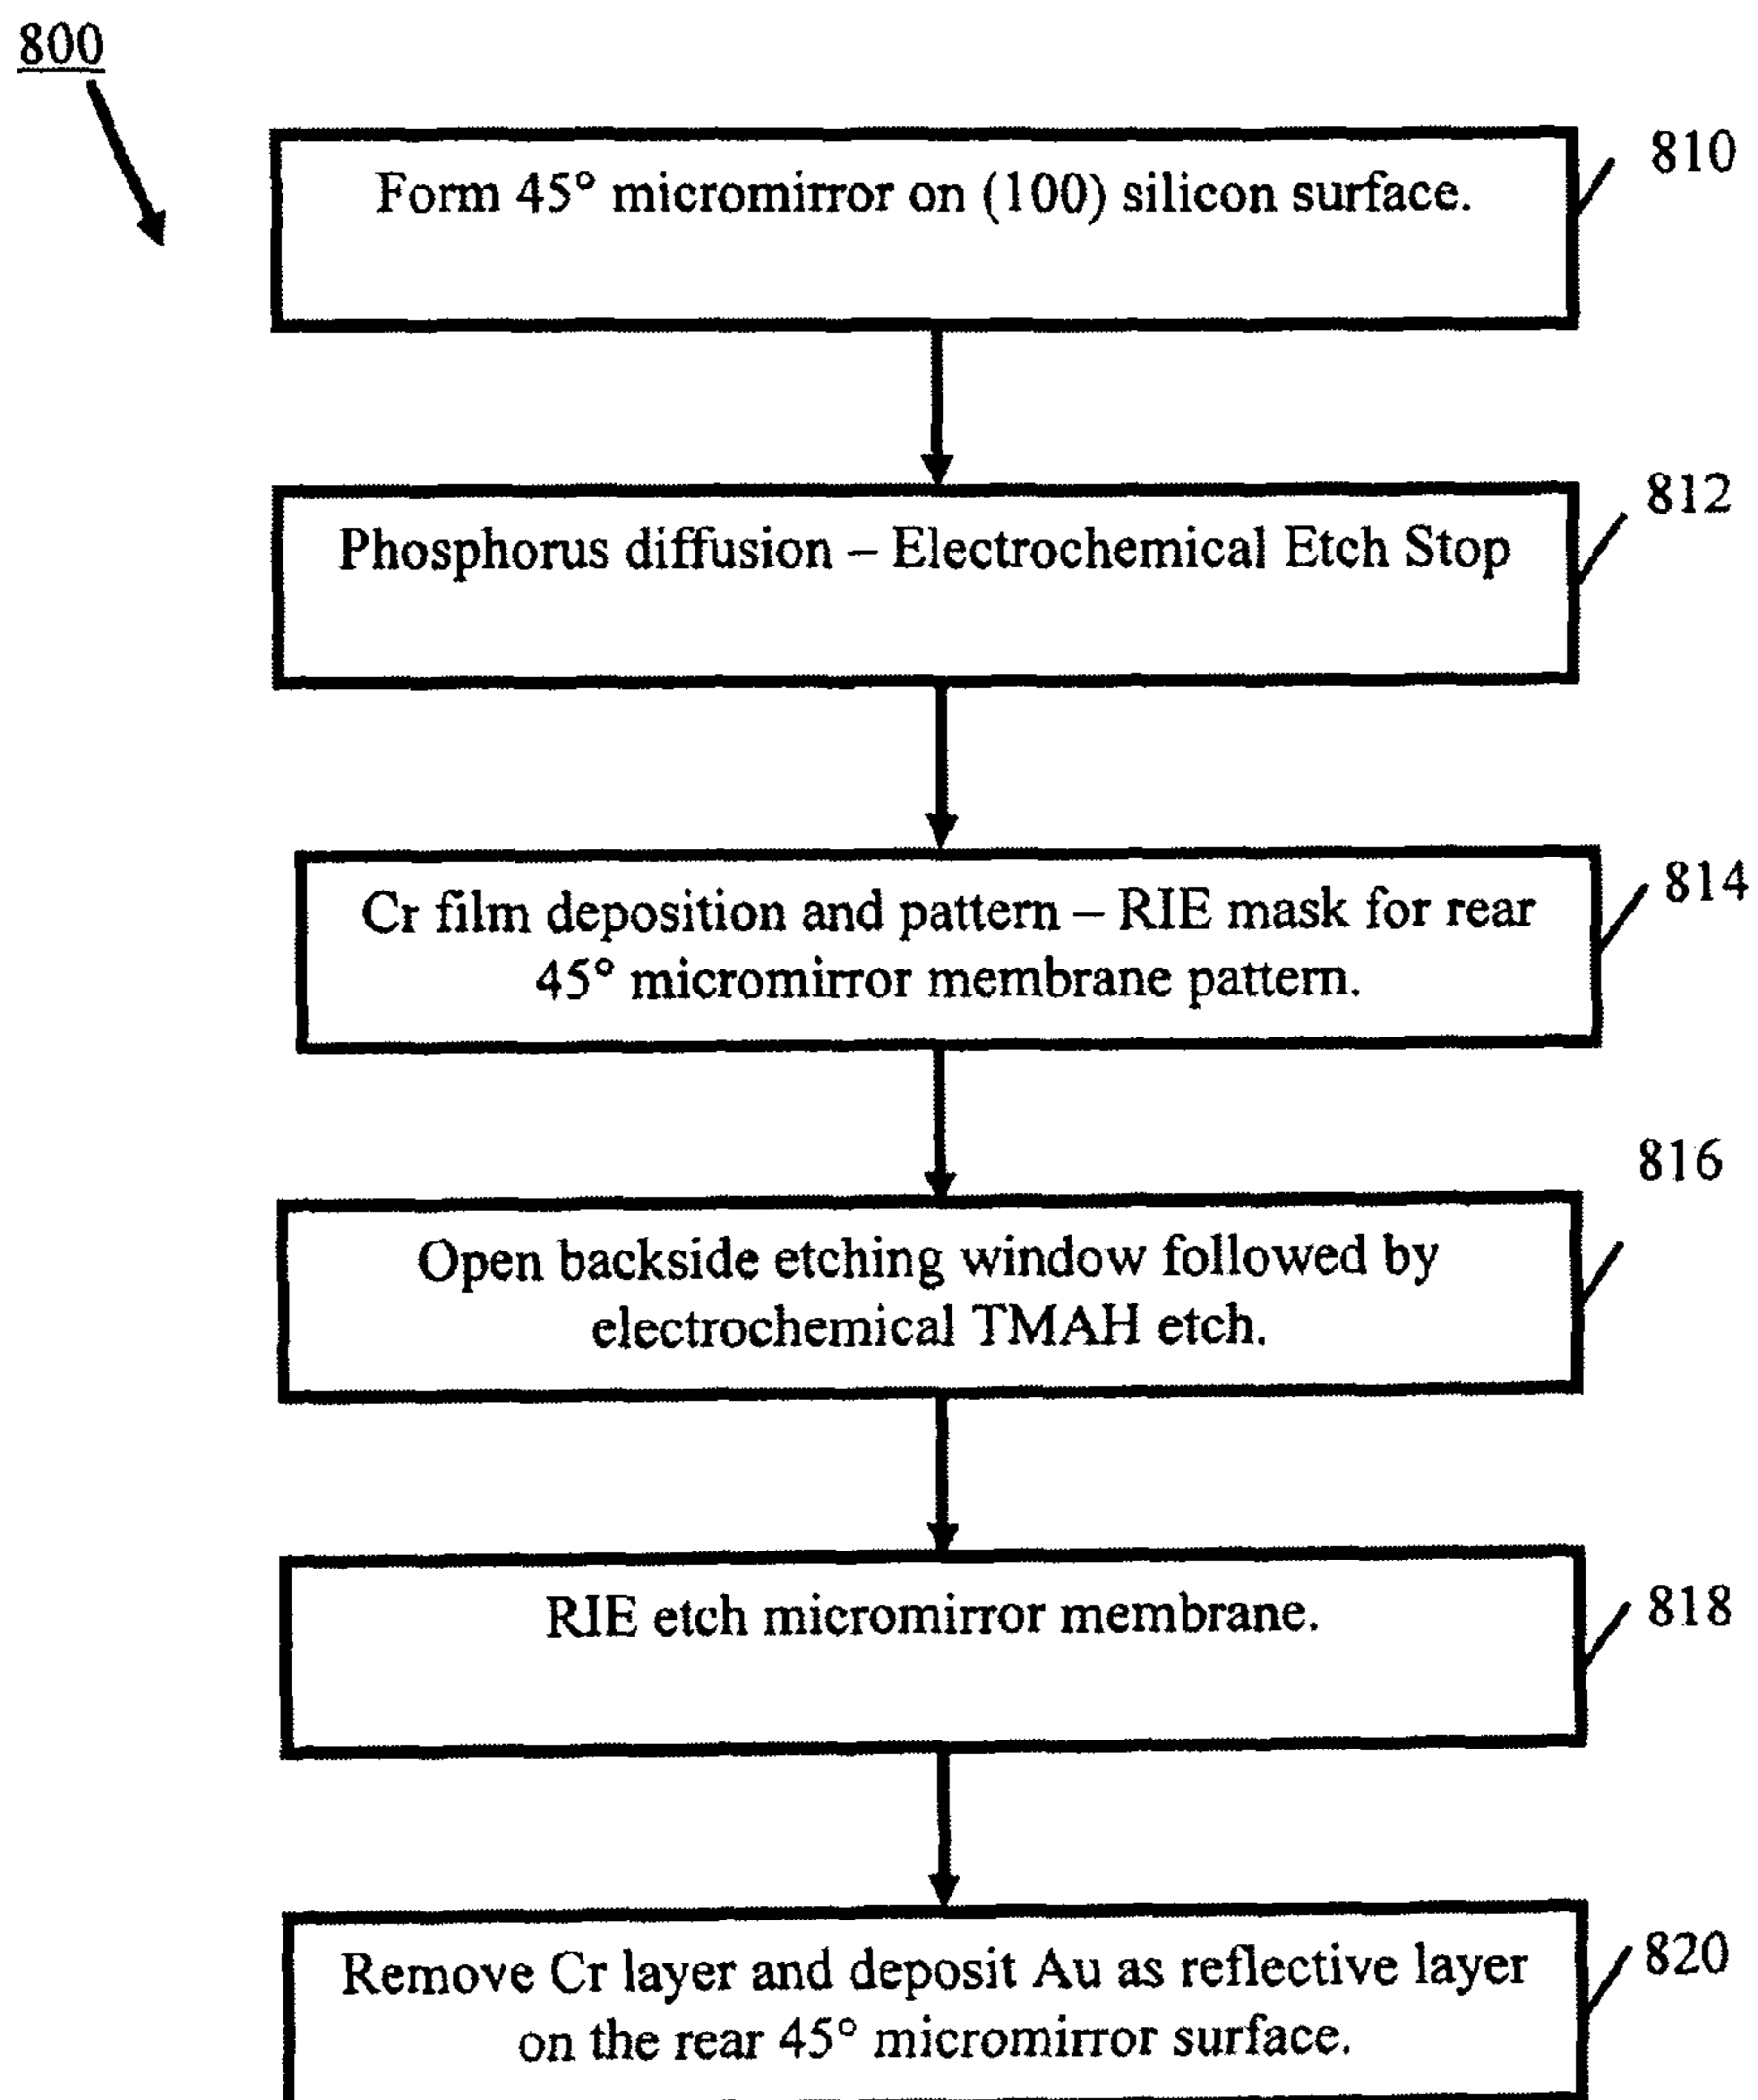 800
Form 45° micromirror on (100) silicon surface.
810
Phosphorus diffusion – Electrochemical Etch Stop
812
Cr film deposition and pattern – RIE mask for rear
45° micromirror membrane pattern.
814
816
Open backside etching window followed by
electrochemical TMAH etch.
RIE etch micromirror membrane.
818
Remove Cr layer and deposit Au as reflective layer
on the rear 45° micromirror surface.
820